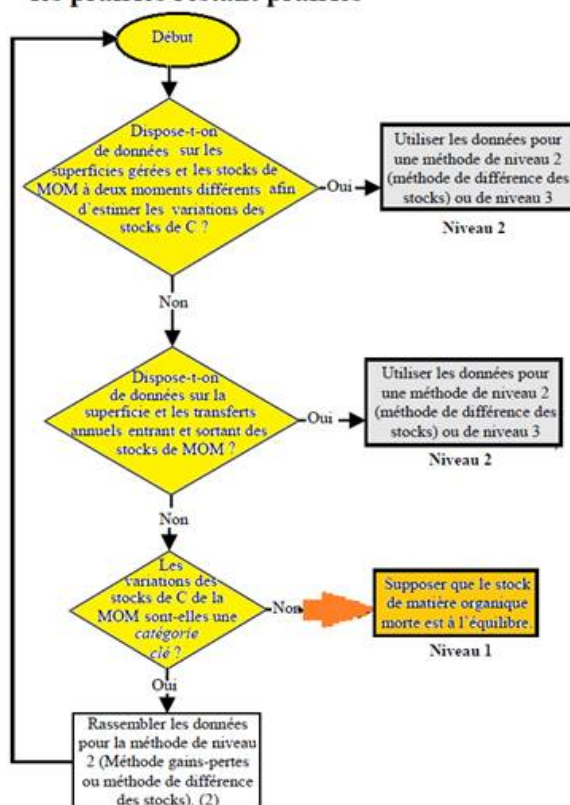 les prairies restant prairies
Début
Dispose-t-on
de données sur les
superficies gérées et les stocks de
MOM à deux moments différents afin
d'estimer les variations des
stocks de C ?
Oui
Utiliser les données pour
une méthode de niveau 2
(méthode de différence des
stocks) ou de niveau 3
Niveau 2
Non
Dispose-t-on
de données sur la
superficie et les transferts
annuels entrant et sortant des
stocks de MOM ?
Oui
Utiliser les données pour
une méthode de niveau 2
(méthode de différence des
stocks) ou de niveau 3
Niveau 2
Non
Les
variations des
stocks de C de la
MOM sont-elles une
catégorie
clé ?
Non
Supposer que le stock
de matière organique
morte est à l'équilibre.
Niveau 1
Oui
Rassembler les données
pour la méthode de niveau
2 (Méthode gains-pertes
ou méthode de différence
des stocks). (2)